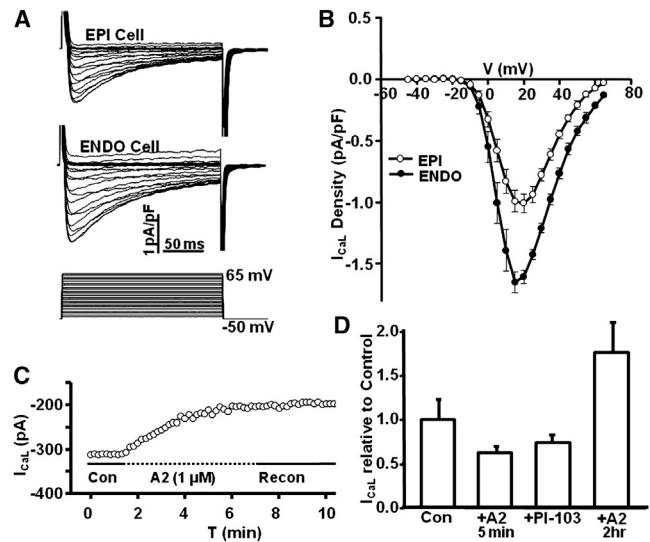 A
EPI Cell
ENDO Cell
1 pA/pF
50 ms
65 mV
-50 mV
B
0.5
V (mV)
0.0
-60 -40 -20 0 20 40 60 80
-0.5
-1.0
-1.5
EPI
ENDO
ICaL Density (pA/pF)
C
-200
-300
-400
ICaL (pA)
Con A2 (1 µM) Recon
0 2 4 6 8 10
T (min)
D
2.0
1.5
1.0
0.5
0.0
ICaL relative to Control
Con +A2 +PI-103 +A2
5 min 2hr